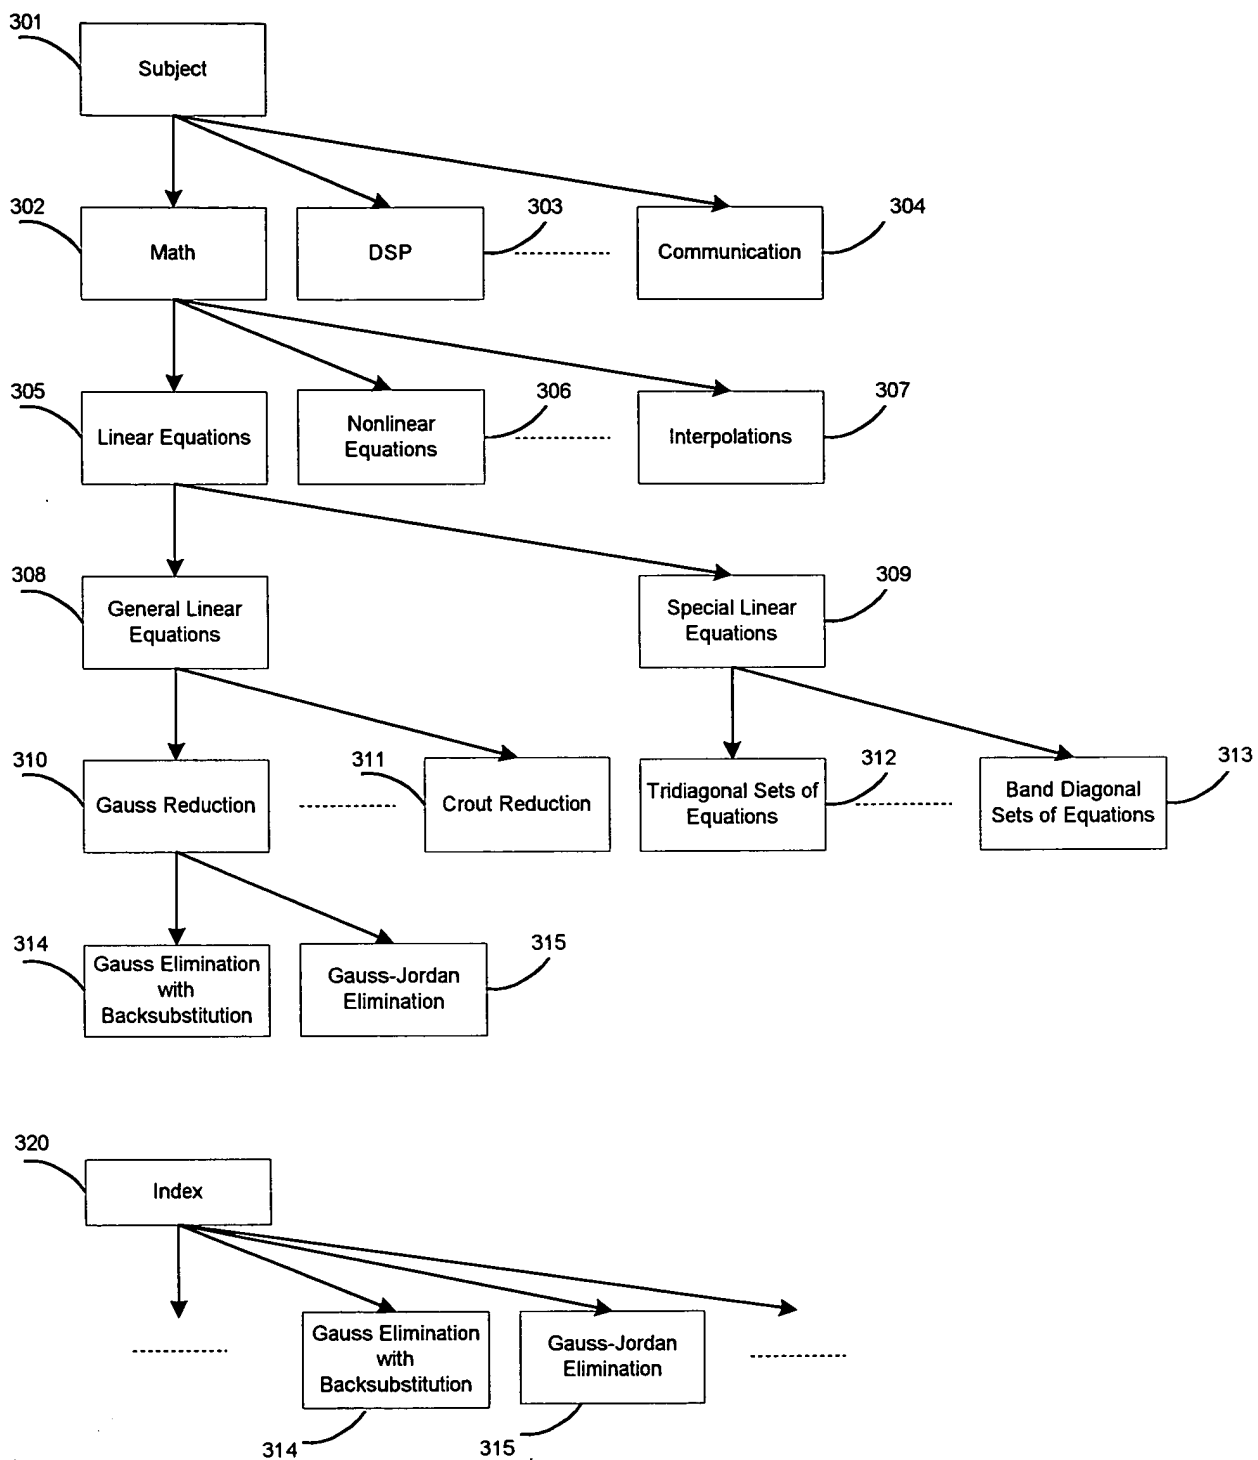 301
Subject
302
Math
DSP
303
Communication
304
305
Linear Equations
Nonlinear
Equations
306
Interpolations
307
308
General Linear
Equations
Special Linear
Equations
309
310
Gauss Reduction
311
Crout Reduction
Tridiagonal Sets of
Equations
312
Band Diagonal
Sets of Equations
313
314
Gauss Elimination
with
Backsubstitution
Gauss-Jordan
Elimination
315
320
Index
Gauss Elimination
with
Backsubstitution
314
Gauss-Jordan
Elimination
315